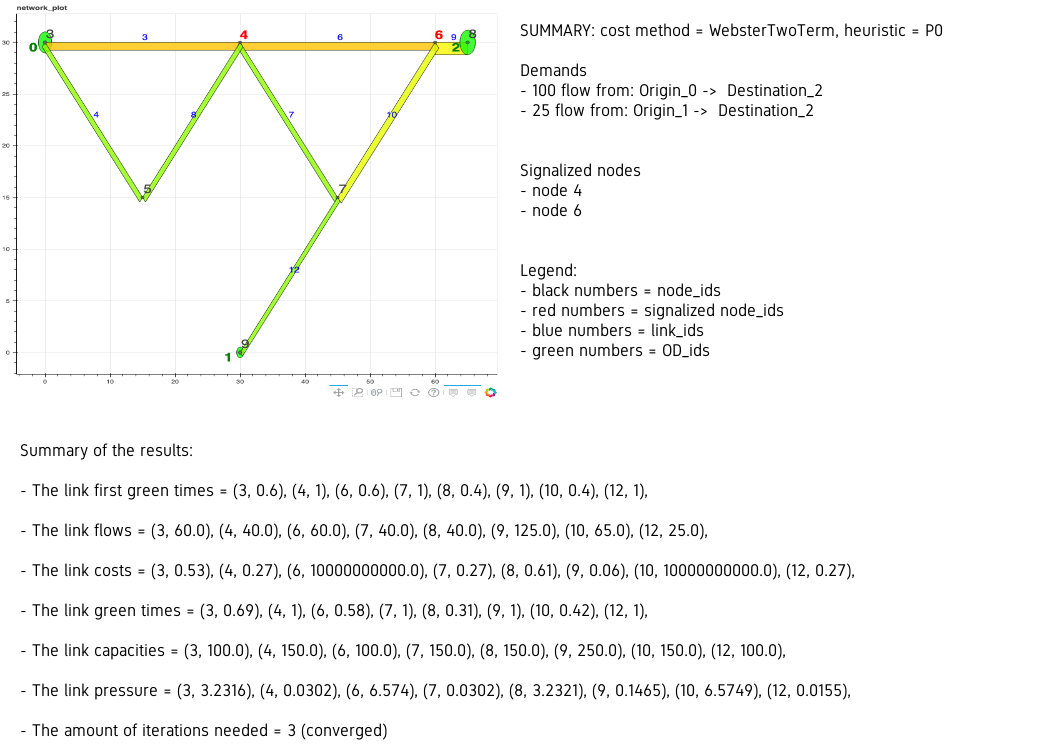 network_plot
3
3
4
6
6
9
8
0
2
30
4
8
7
10
25
20
5
7
15
12
10
5
9
1
0
0
10
20
30
40
50
60
SUMMARY: cost method = WebsterTwoTerm, heuristic = P0
Demands
- 100 flow from: Origin_0 -> Destination_2
- 25 flow from: Origin_1 -> Destination_2
Signalized nodes
- node 4
- node 6
Legend:
- black numbers = node_ids
- red numbers = signalized node_ids
- blue numbers = link_ids
- green numbers = OD_ids
Summary of the results:
- The link first green times = (3, 0.6), (4, 1), (6, 0.6), (7, 1), (8, 0.4), (9, 1), (10, 0.4), (12, 1),
- The link flows = (3, 60.0), (4, 40.0), (6, 60.0), (7, 40.0), (8, 40.0), (9, 125.0), (10, 65.0), (12, 25.0),
- The link costs = (3, 0.53), (4, 0.27), (6, 10000000000.0), (7, 0.27), (8, 0.61), (9, 0.06), (10, 10000000000.0), (12, 0.27),
- The link green times = (3, 0.69), (4, 1), (6, 0.58), (7, 1), (8, 0.31), (9, 1), (10, 0.42), (12, 1),
- The link capacities = (3, 100.0), (4, 150.0), (6, 100.0), (7, 150.0), (8, 150.0), (9, 250.0), (10, 150.0), (12, 100.0),
- The link pressure = (3, 3.2316), (4, 0.0302), (6, 6.574), (7, 0.0302), (8, 3.2321), (9, 0.1465), (10, 6.5749), (12, 0.0155),
- The amount of iterations needed = 3 (converged)